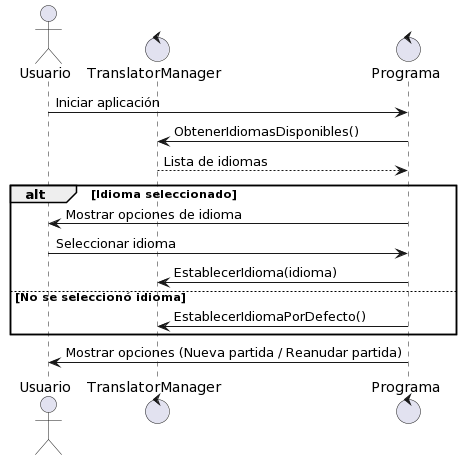 Usuario
TranslatorManager
Programa
Iniciar aplicación
ObtenerIdiomasDisponibles()
Lista de idiomas
alt
[Idioma seleccionado]
Mostrar opciones de idioma
Seleccionar idioma
EstablecerIdioma(idioma)
[No se seleccionó idioma]
EstablecerIdiomaPorDefecto()
Mostrar opciones (Nueva partida / Reanudar partida)
Usuario
TranslatorManager
Programa